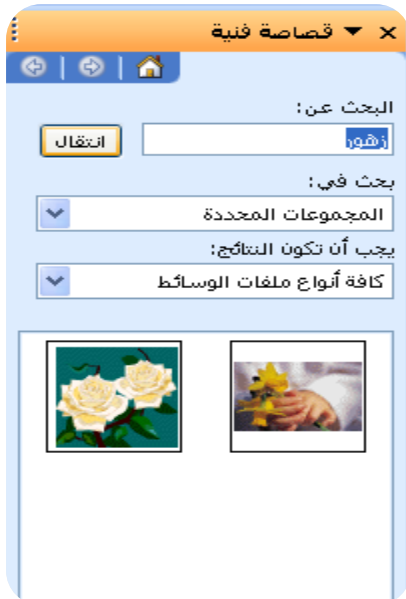 قصاصة فنية
البحث عن:
زهور
انتقال
بحث في:
المجموعات المحددة
يجب أن تكون النتائج:
كافة أنواع ملفات الوسائط